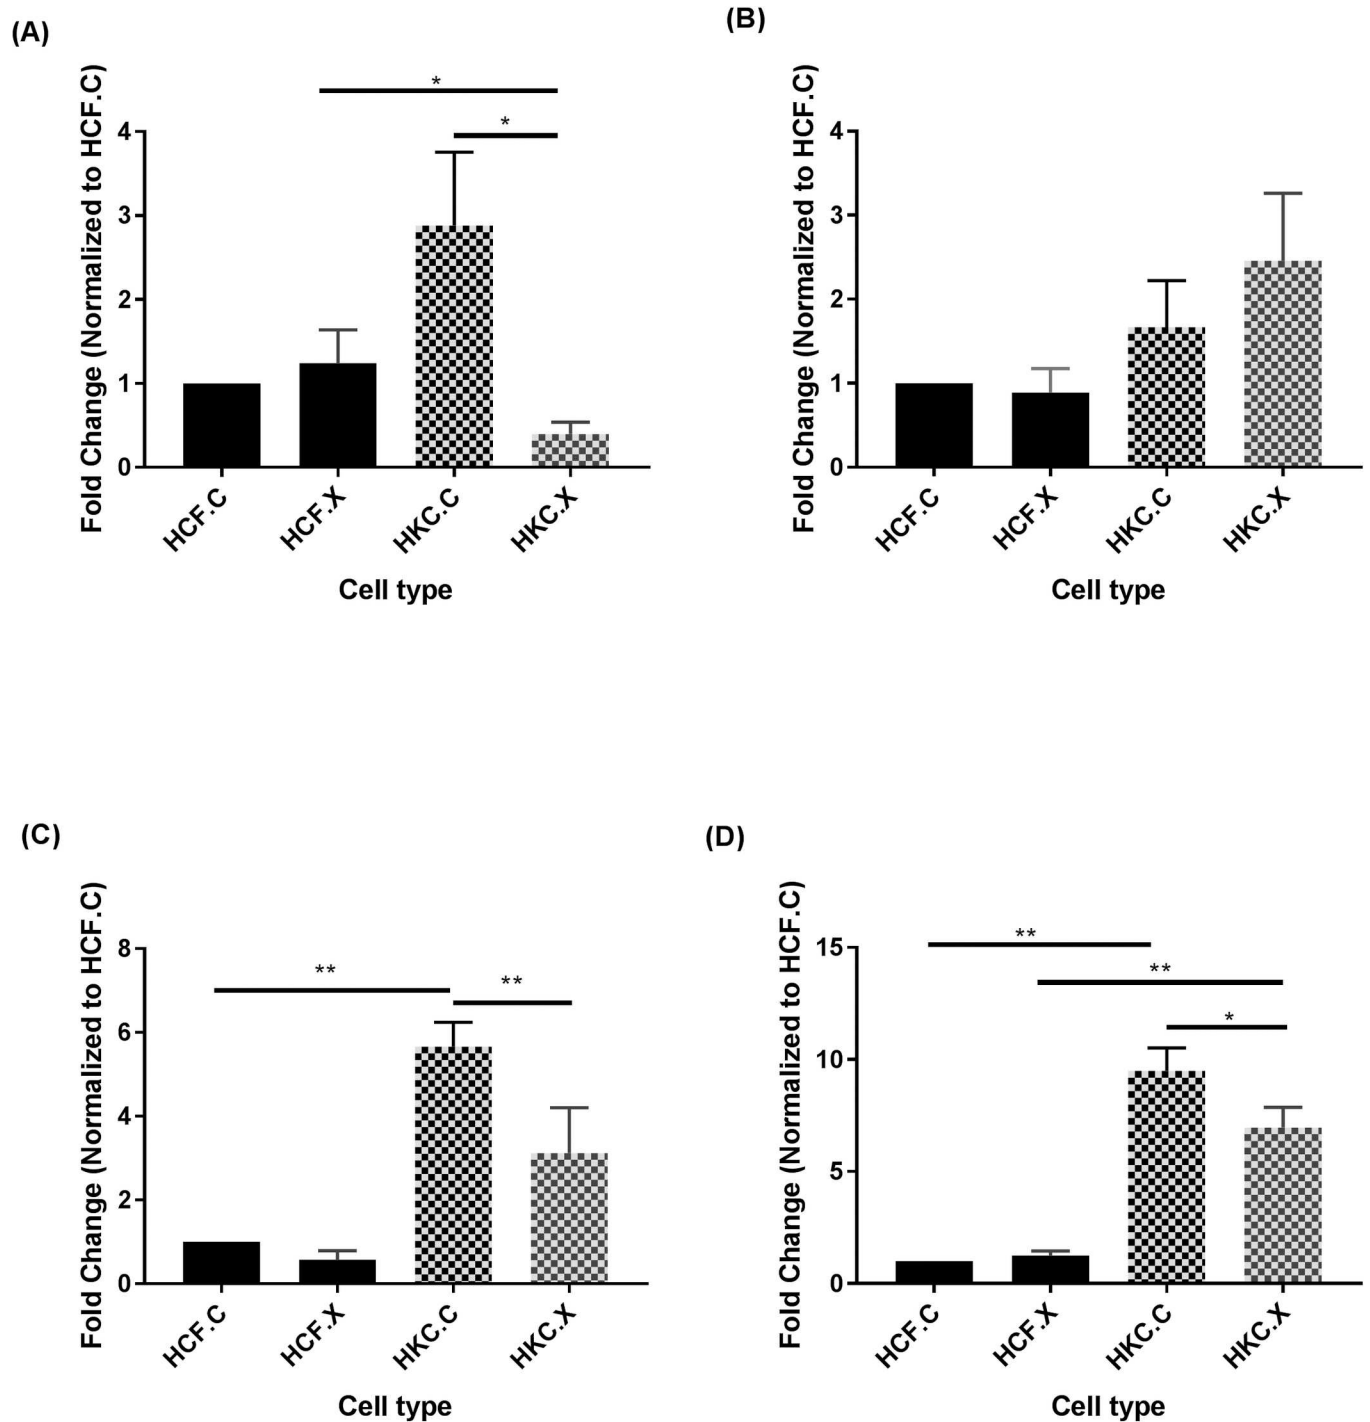 (A)
Fold Change (Normalized to HCF.C)
*
*
4
3
2
1
0
HCF.C
HCF.X
HKC.C
HKC.X
Cell type
(B)
Fold Change (Normalized to HCF.C)
4
3
2
1
0
HCF.C
HCF.X
HKC.C
HKC.X
Cell type
(C)
Fold Change (Normalized to HCF.C)
**
**
8
6
4
2
0
HCF.C
HCF.X
HKC.C
HKC.X
Cell type
(D)
Fold Change (Normalized to HCF.C)
**
**
*
15
10
5
0
HCF.C
HCF.X
HKC.C
HKC.X
Cell type